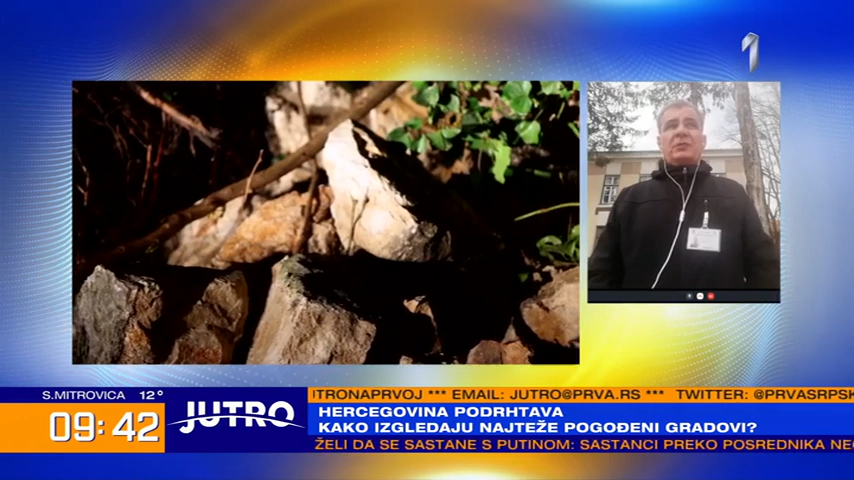 1
S.MITROVICA 12°
ITRONAPRVOJ *** EMAIL: JUTRO@PRVA.RS *** TWITTER: @PRVASRPSK
09:42
JUTRO
HERCEGOVINA PODRHTAVA
KAKO IZGLEDAJU NAJTEŽE POGOĐENI GRADOVI?
ŽELI DA SE SASTANE S PUTINOM: SASTANCI PREKO POSREDNIKA NE